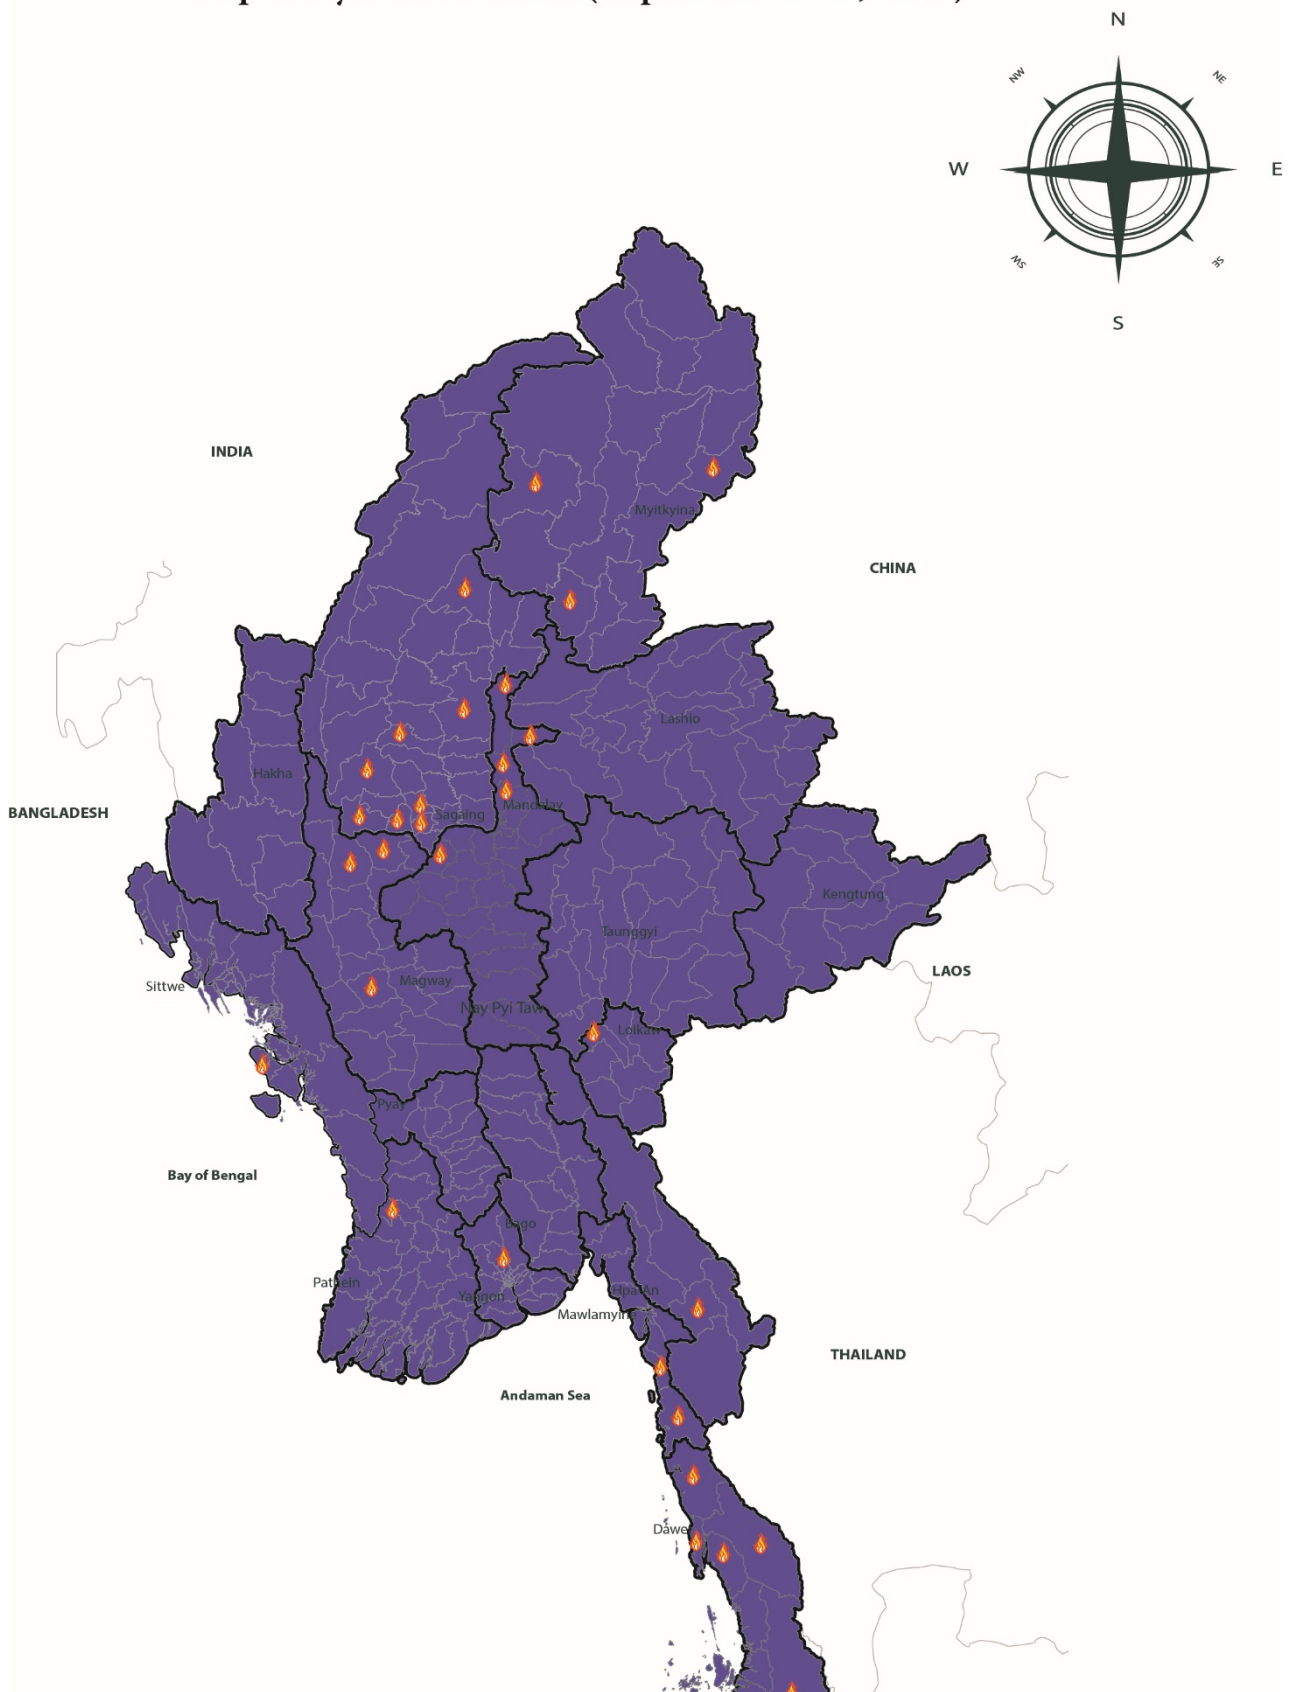 N
NW
NE
W
E
SW
SE
S
INDIA
Myitkyina
CHINA
Lashio
Hakha
Mandalay
BANGLADESH
Sagaing
Kengtung
Taunggyi
LAOS
Magway
Sittwe
Nay Pyi Taw
Loikaw
Pyay
Bay of Bengal
Bago
Pathein
Hpa-An
Yangon
Mawlamyine
THAILAND
Andaman Sea
Dawei